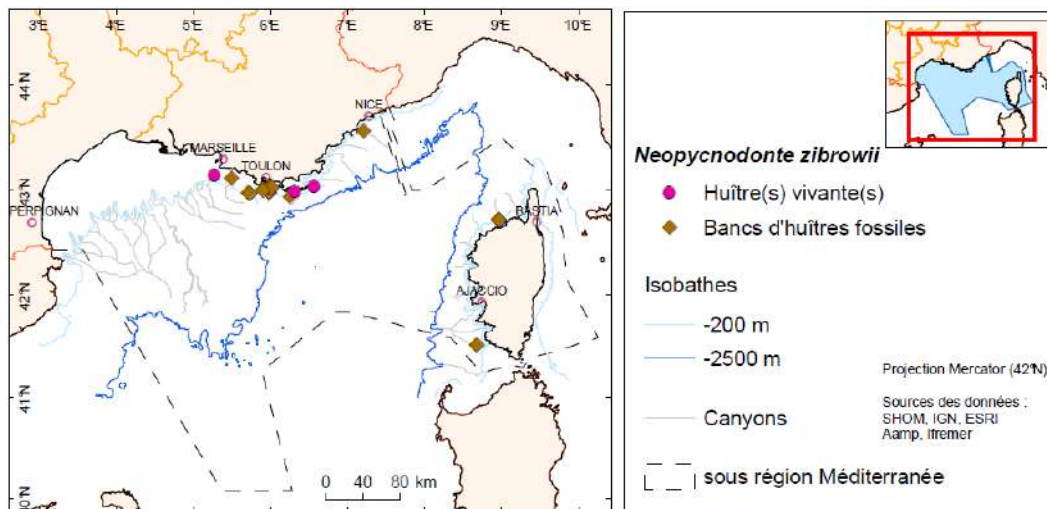 3°E 4°E 5°E 6°E 7°E 8°E 9°E 10°E
44°N
NICE
MARSEILLE
TOULON
43°N
PERPIGNAN
BASTIA
42°N
AJACCIO
41°N
0 40 80 km
Neopycnodonte zibrowii
Huître(s) vivante(s)
Bancs d'huîtres fossiles
Isobathes
-200 m
-2500 m
Projection Mercator (42°N)
Sources des données :
SHOM, IGN, ESRI
Aamp, Ifremer
Canyons
sous région Méditerranée